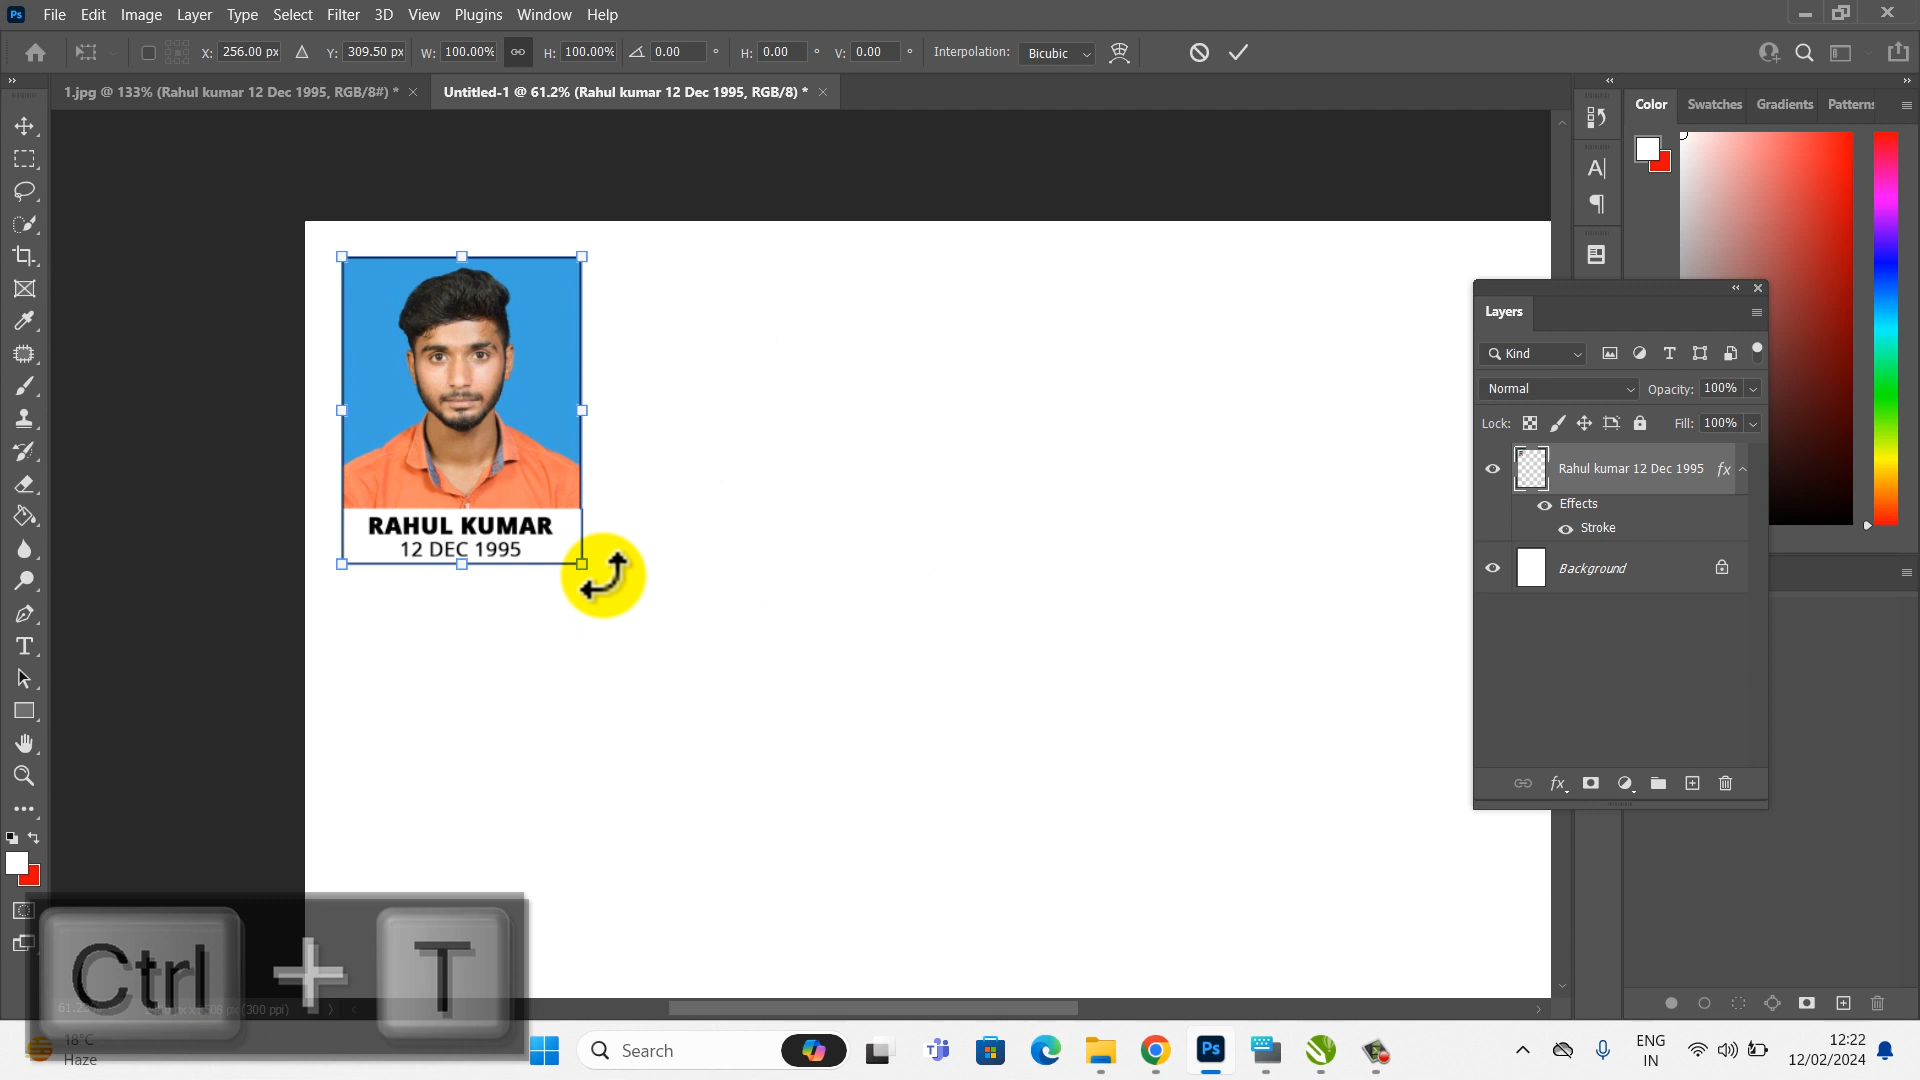 Ps File Edit Image Layer Type Select Filter 3D View Plugins Window Help
X: 256.00 px Y: 309.50 px W: 100.00% H: 100.00% 0.00 ° H: 0.00 ° V: 0.00 ° Interpolation: Bicubic
1.jpg @ 133% (Rahul kumar 12 Dec 1995, RGB/8#) *
Untitled-1 @ 61.2% (Rahul kumar 12 Dec 1995, RGB/8) *
Color Swatches Gradients Patterns
RAHUL KUMAR
12 DEC 1995
Layers
Kind
Normal Opacity: 100%
Lock: Fill: 100%
Rahul kumar 12 Dec 1995 fx
Effects
Stroke
Background
fx
Ctrl + T
(300 ppi)
18°C
Haze
Search
Ps
ENG
IN
12:22
12/02/2024